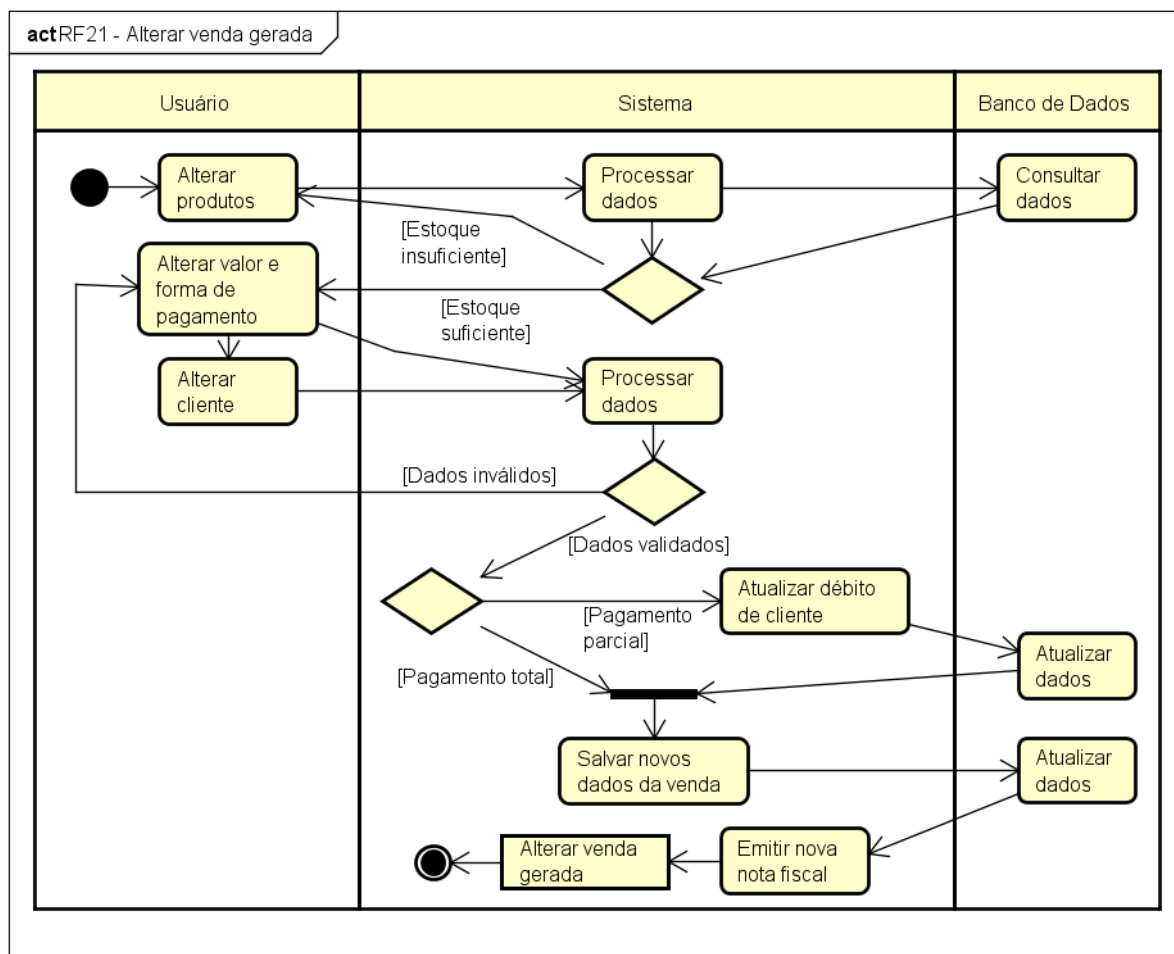 act RF21 - Alterar venda gerada
Usuário
Sistema
Banco de Dados
Alterar
produtos
Processar
dados
Consultar
dados
[Estoque
insuficiente]
Alterar valor e
forma de
pagamento
[Estoque
suficiente]
Alterar
cliente
Processar
dados
[Dados inválidos]
[Dados validados]
Atualizar débito
de cliente
[Pagamento
parcial]
[Pagamento total]
Atualizar
dados
Salvar novos
dados da venda
Atualizar
dados
Alterar venda
gerada
Emitir nova
nota fiscal